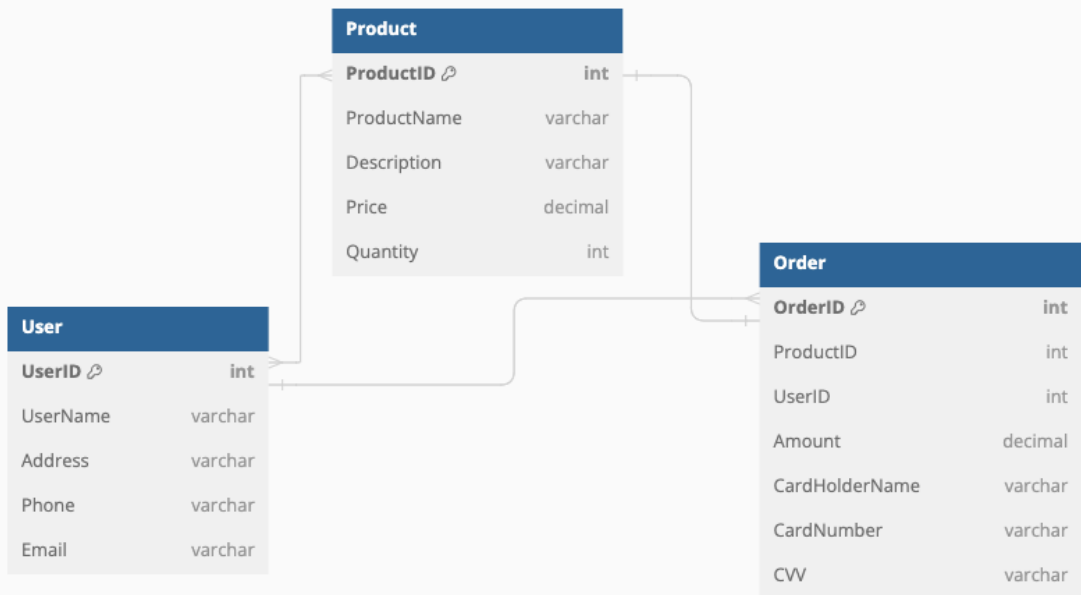 Product
ProductID int
ProductName varchar
Description varchar
Price decimal
Quantity int
User
UserID int
UserName varchar
Address varchar
Phone varchar
Email varchar
Order
OrderID int
ProductID int
UserID int
Amount decimal
CardHolderName varchar
CardNumber varchar
CVV varchar